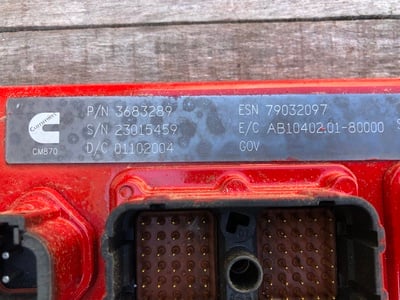 P/N 3683289 ESN 79032097
S/N 23015459 E/C AB10402.01-80000
D/C 01102004 GOV
Cummins
CM870